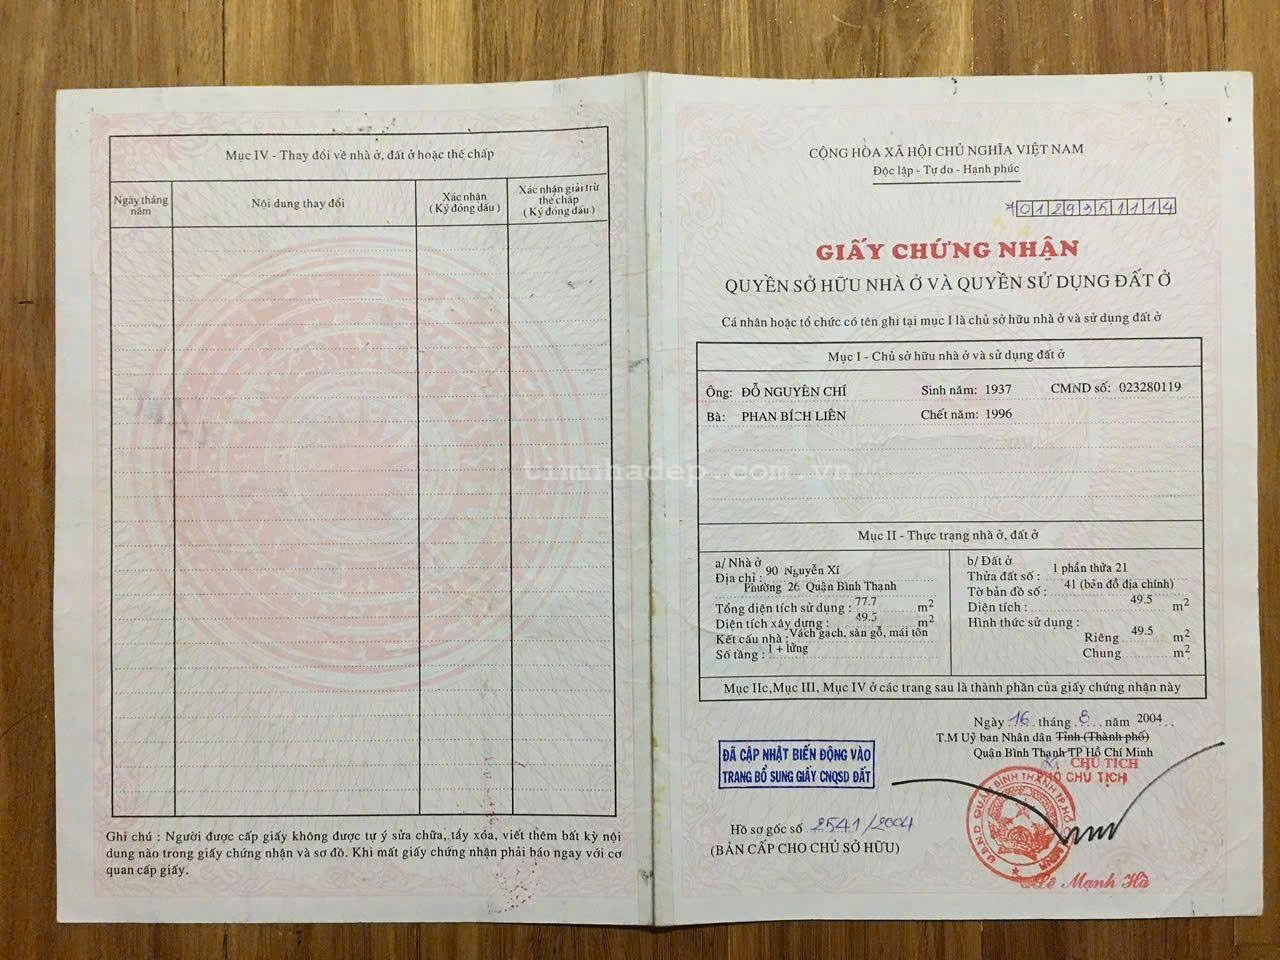 Mục IV - Thay đổi về nhà ở, đất ở hoặc thế chấp
Ngày tháng năm
Nội dung thay đổi
Xác nhận
(Ký đóng dấu)
Xác nhận giải trừ
thế chấp
(Ký đóng dấu)
Ghi chú : Người được cấp giấy không được tự ý sửa chữa, tẩy xóa, viết thêm bất kỳ nội
dung nào trong giấy chứng nhận và sơ đồ. Khi mất giấy chứng nhận phải báo ngay với cơ
quan cấp giấy.
CỘNG HÒA XÃ HỘI CHỦ NGHĨA VIỆT NAM
Độc lập - Tự do - Hạnh phúc
0129351114
GIẤY CHỨNG NHẬN
QUYỀN SỞ HỮU NHÀ Ở VÀ QUYỀN SỬ DỤNG ĐẤT Ở
Cá nhân hoặc tổ chức có tên ghi tại mục I là chủ sở hữu nhà ở và sử dụng đất ở
Mục I - Chủ sở hữu nhà ở và sử dụng đất ở
Ông: ĐỖ NGUYÊN CHÍ Sinh năm: 1937 CMND số: 023280119
Bà: PHAN BÍCH LIÊN Chết năm: 1996
timnhadep.com.vn
Mục II - Thực trạng nhà ở, đất ở
a/ Nhà ở
Địa chỉ : 90 Nguyễn Xí
Phường 26 Quận Bình Thạnh
Tổng diện tích sử dụng : 77.7 m2
Diện tích xây dựng : 49.5 m2
Kết cấu nhà : Vách gạch, sàn gỗ, mái tôn
Số tầng : 1 + lửng
b/ Đất ở
Thửa đất số : 1 phần thửa 21
Tờ bản đồ số : 41 (bản đồ địa chính)
Diện tích : 49.5 m2
Hình thức sử dụng :
Riêng 49.5 m2
Chung m2
Mục IIc,Mục III, Mục IV ở các trang sau là thành phần của giấy chứng nhận này
Ngày 16 tháng 8 năm 2004
T.M Uỷ ban Nhân dân Tỉnh (Thành phố)
Quận Bình Thạnh TP Hồ Chí Minh
CHỦ TỊCH
PHÓ CHỦ TỊCH
ĐÃ CẬP NHẬT BIẾN ĐỘNG VÀO
TRANG BỔ SUNG GIẤY CNQSD ĐẤT
Hồ sơ gốc số 2541/2004
(BẢN CẤP CHO CHỦ SỞ HỮU)
U.B.N.D QUẬN BÌNH THẠNH TP.HỒ
Lê Mạnh Hà